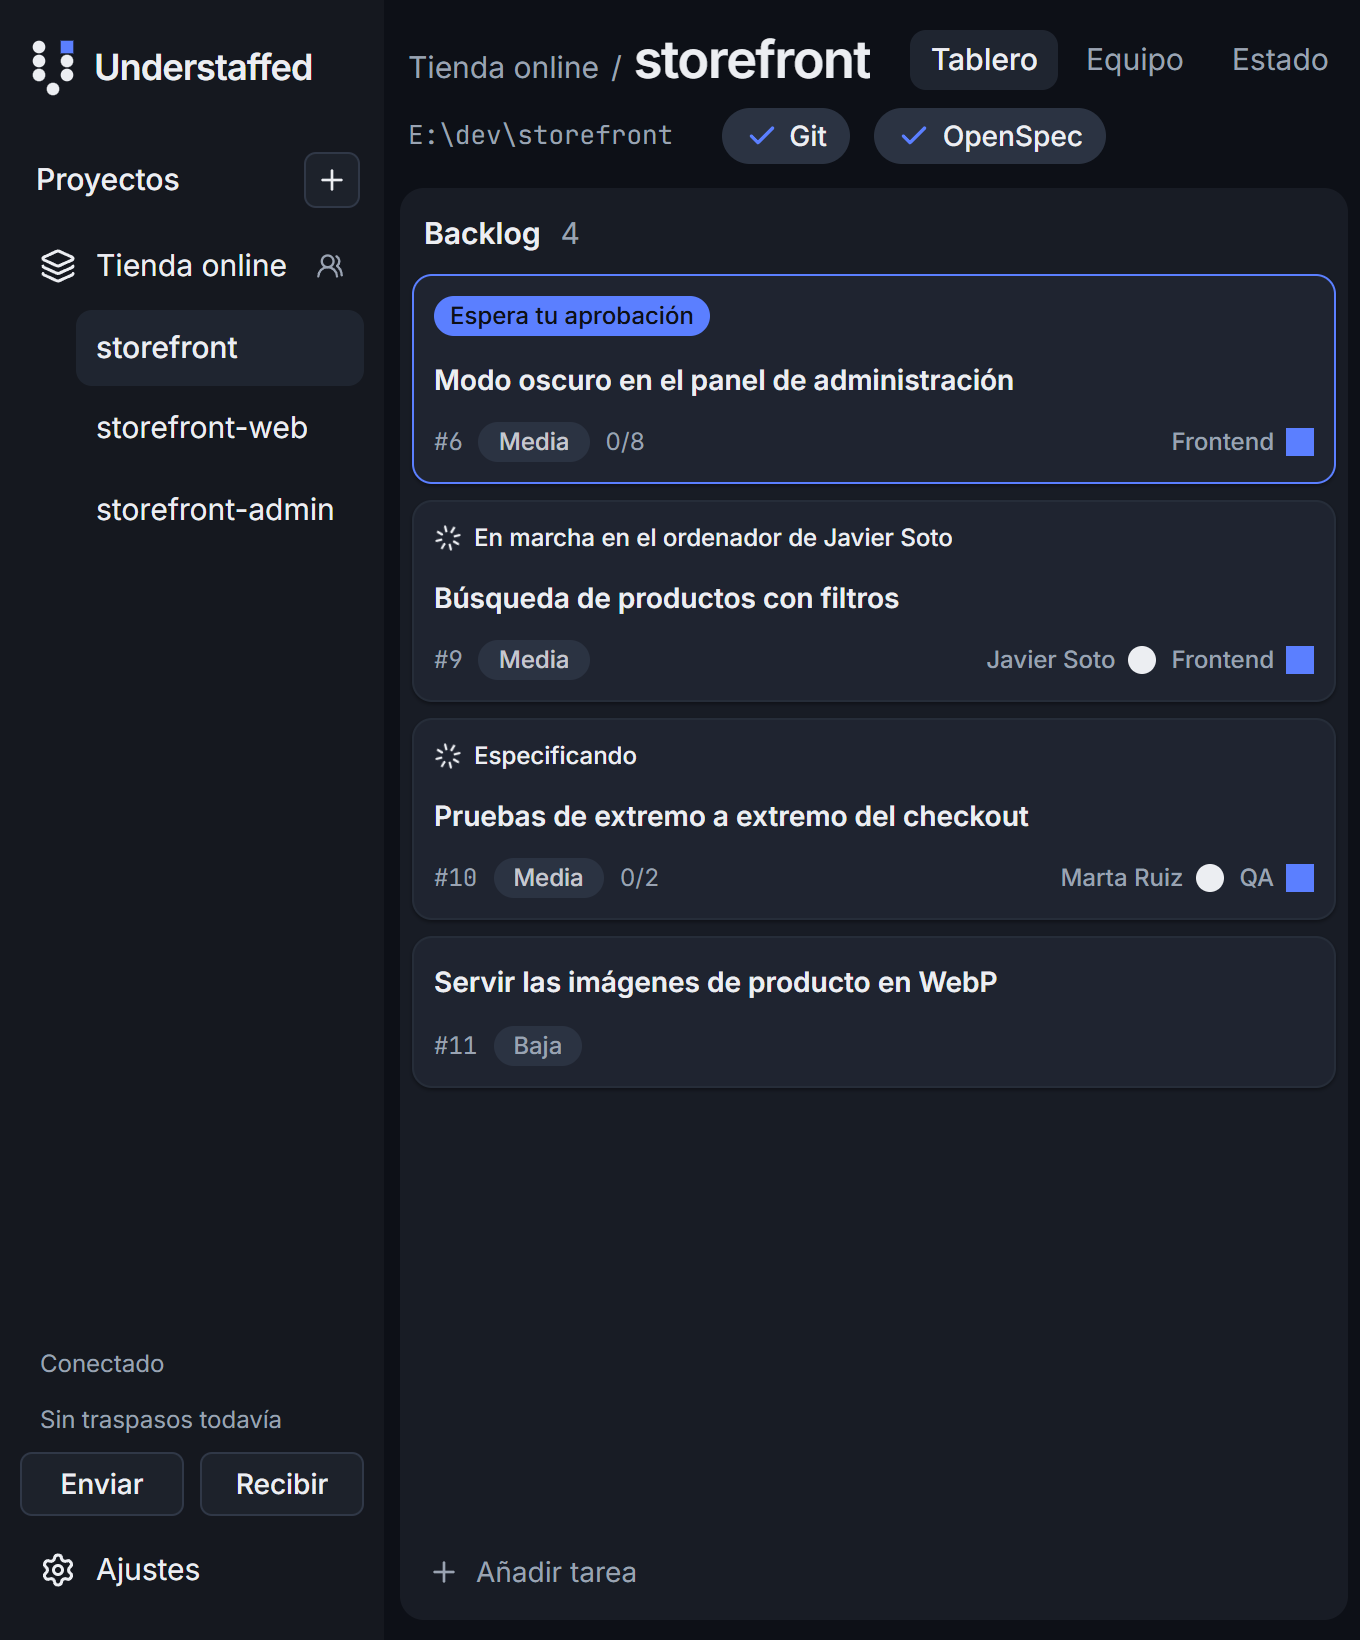 Understaffed
Proyectos
Tienda online
storefront
storefront-web
storefront-admin
Conectado
Sin traspasos todavía
Enviar
Recibir
Ajustes
Tienda online / storefront
Tablero
Equipo
Estado
E:\dev\storefront
Git
OpenSpec
Backlog 4
Espera tu aprobación
Modo oscuro en el panel de administración
#6 Media 0/8 Frontend
En marcha en el ordenador de Javier Soto
Búsqueda de productos con filtros
#9 Media Javier Soto Frontend
Especificando
Pruebas de extremo a extremo del checkout
#10 Media 0/2 Marta Ruiz QA
Servir las imágenes de producto en WebP
#11 Baja
+ Añadir tarea